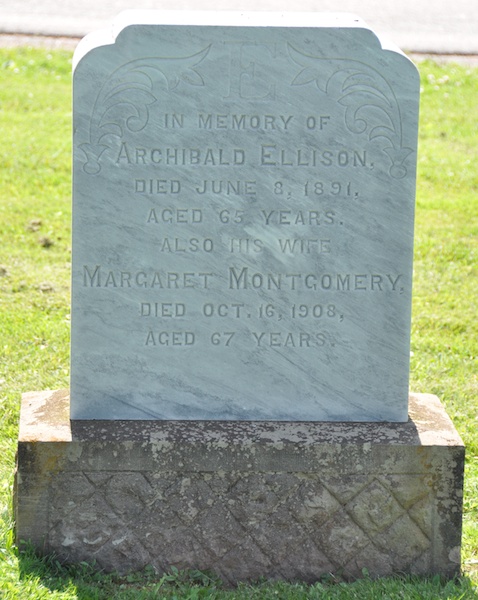 E
IN MEMORY OF
ARCHIBALD ELLISON.
DIED JUNE 8, 1891,
AGED 65 YEARS.
ALSO HIS WIFE
MARGARET MONTGOMERY,
DIED OCT. 16, 1908,
AGED 67 YEARS.